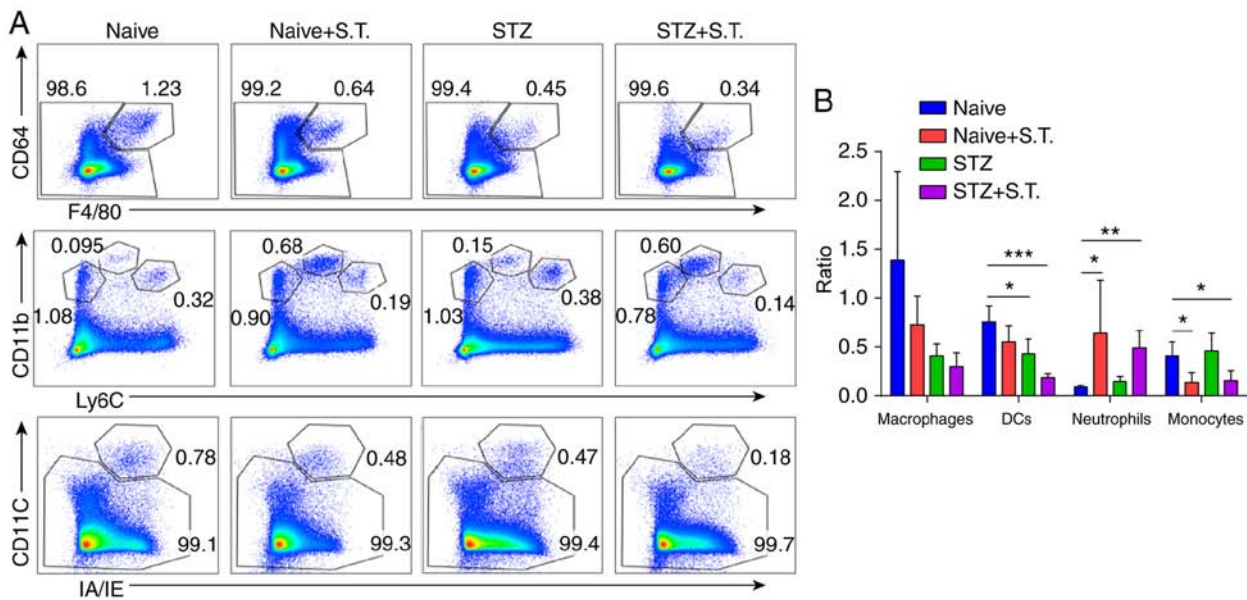 A
Naive Naive+S.T. STZ STZ+S.T.
98.6 1.23 99.2 0.64 99.4 0.45 99.6 0.34
CD64
F4/80
0.095 0.68 0.15 0.60
0.32 0.19 0.38 0.14
1.08 0.90 1.03 0.78
CD11b
Ly6C
0.78 0.48 0.47 0.18
99.1 99.3 99.4 99.7
CD11C
IA/IE
B
Naive
Naive+S.T.
STZ
STZ+S.T.
2.5
2.0
1.5
1.0
0.5
0.0
Ratio
***
*
**
*
*
*
Macrophages DCs Neutrophils Monocytes